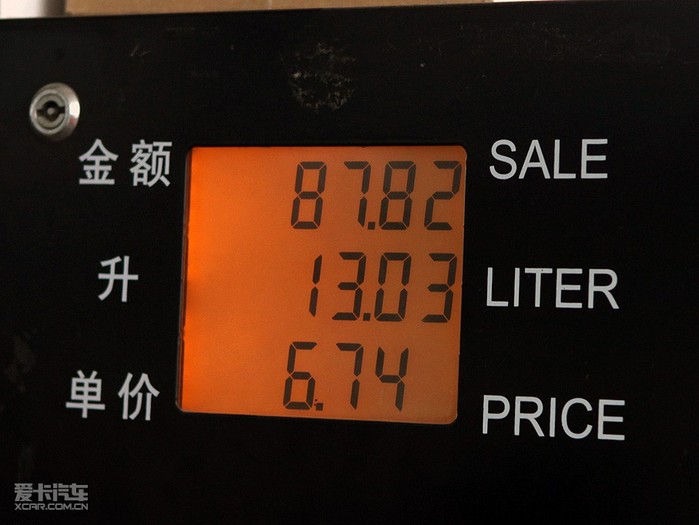 金额 87.82 SALE
升 13.03 LITER
单价 6.74 PRICE
爱卡汽车
XCAR.COM.CN